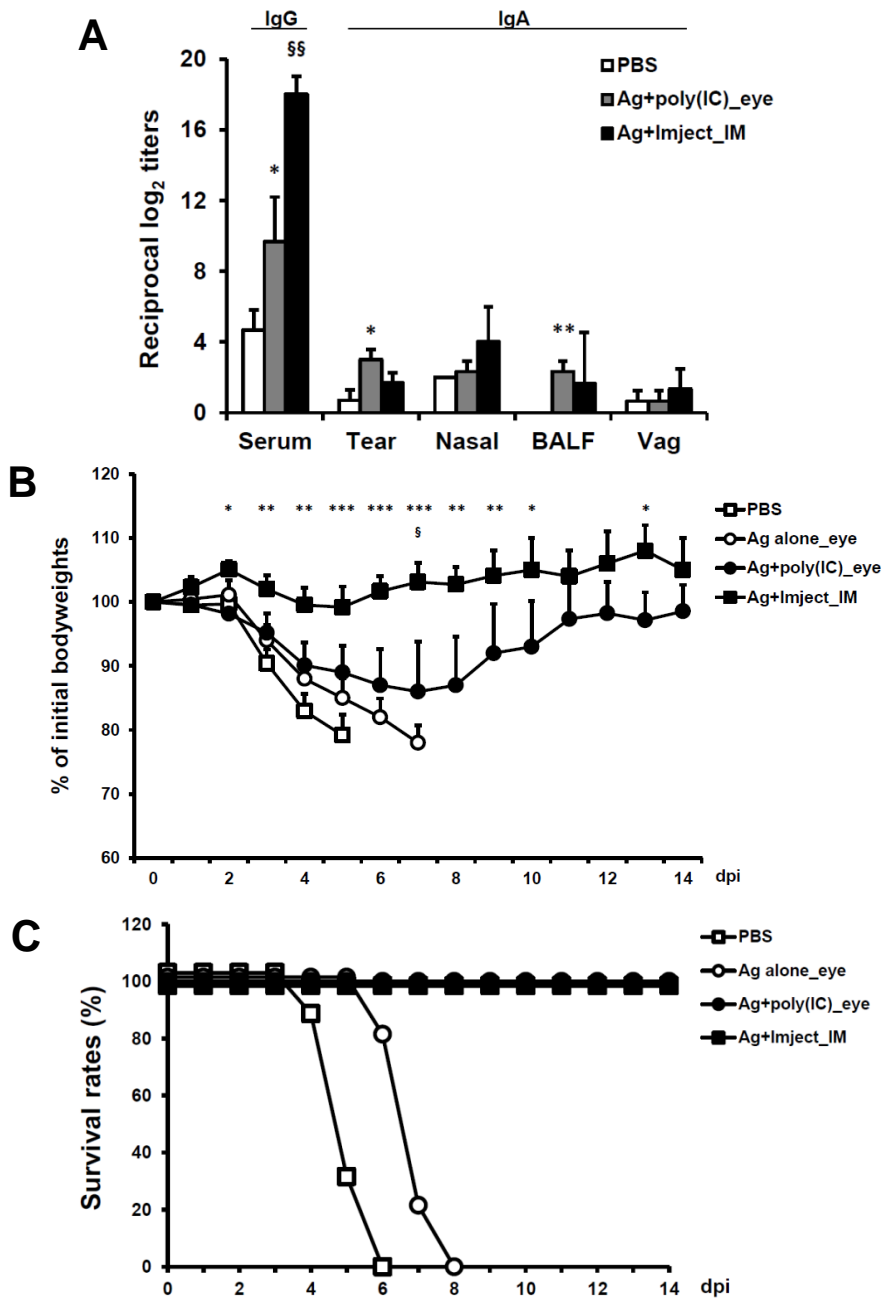 A
IgG
IgA
§§
20
16
12
8
4
0
Reciprocal log2 titers
*
*
**
PBS
Ag+poly(IC)_eye
Ag+Imject_IM
Serum
Tear
Nasal
BALF
Vag
B
120
110
100
90
80
70
60
% of initial bodyweights
* ** ** *** *** *** ** ** * *
§
PBS
Ag alone_eye
Ag+poly(IC)_eye
Ag+Imject_IM
0 2 4 6 8 10 12 14 dpi
C
120
100
80
60
40
20
0
Survival rates (%)
PBS
Ag alone_eye
Ag+poly(IC)_eye
Ag+Imject_IM
0 2 4 6 8 10 12 14 dpi